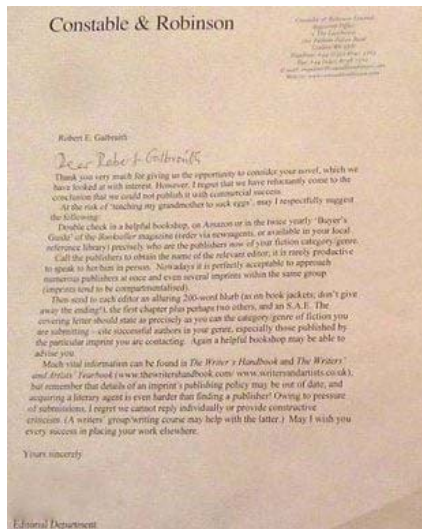 Constable & Robinson
Constable & Robinson Limited
3 The Lanchesters
162 Fulham Palace Road
London W6 9ER
Robert E. Galbraith
Dear Robert Galbraith
Thank you very much for giving us the opportunity to consider your novel, which we
have looked at with interest. However, I regret that we have reluctantly come to the
conclusion that we could not publish it with commercial success.
At the risk of 'teaching my grandmother to suck eggs', may I respectfully suggest
the following:
Double check in a helpful bookshop, on Amazon or in the twice yearly 'Buyer's
Guide' of the Bookseller magazine (order via newsagents, or available in your local
reference library) precisely who are the publishers now of your fiction category/genre.
Call the publishers to obtain the name of the relevant editor; it is rarely productive
to speak to her/him in person. Nowadays it is perfectly acceptable to approach
numerous publishers at once and even several imprints within the same group
(imprints tend to be compartmentalised).
Then send to each editor an alluring 200-word blurb (as on book jackets; don't give
away the ending!), the first chapter plus perhaps two others, and an S.A.E. The
covering letter should state as precisely as you can the category/genre of fiction you
are submitting – cite successful authors in your genre, especially those published by
the particular imprint you are contacting. Again a helpful bookshop may be able to
advise you.
Much vital information can be found in The Writer's Handbook and The Writers'
and Artists' Yearbook (www.thewritershandbook.com/ www.writersandartists.co.uk),
but remember that details of an imprint's publishing policy may be out of date, and
acquiring a literary agent is even harder than finding a publisher! Owing to pressure
of submissions, I regret we cannot reply individually or provide constructive
criticism. (A writers' group/writing course may help with the latter.) May I wish you
every success in placing your work elsewhere.
Yours sincerely
Editorial Department